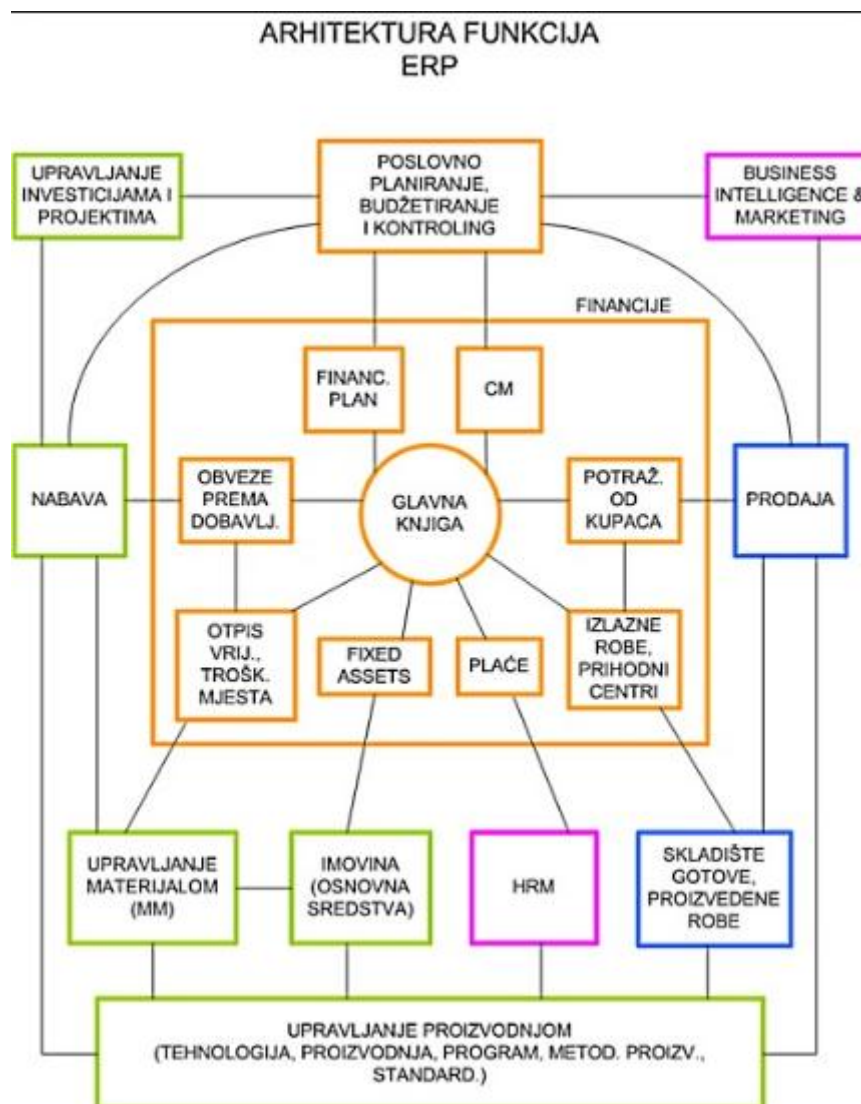 ARHITEKTURA FUNKCIJA
ERP
UPRAVLJANJE
INVESTICIJAMA I
PROJEKTIMA
POSLOVNO
PLANIRANJE,
BUDŽETIRANJE
I KONTROLING
BUSINESS
INTELLIGENCE &
MARKETING
FINANCIJE
FINANC.
PLAN
CM
NABAVA
OBVEZE
PREMA
DOBAVLJ.
GLAVNA
KNJIGA
POTRAŽ.
OD
KUPACA
PRODAJA
OTPIS
VRIJ.,
TROŠK.
MJESTA
FIXED
ASSETS
PLAĆE
IZLAZNE
ROBE,
PRIHODNI
CENTRI
UPRAVLJANJE
MATERIJALOM
(MM)
IMOVINA
(OSNOVNA
SREDSTVA)
HRM
SKLADIŠTE
GOTOVE,
PROIZVEDENE
ROBE
UPRAVLJANJE PROIZVODNJOM
(TEHNOLOGIJA, PROIZVODNJA, PROGRAM, METOD. PROIZV.,
STANDARD.)